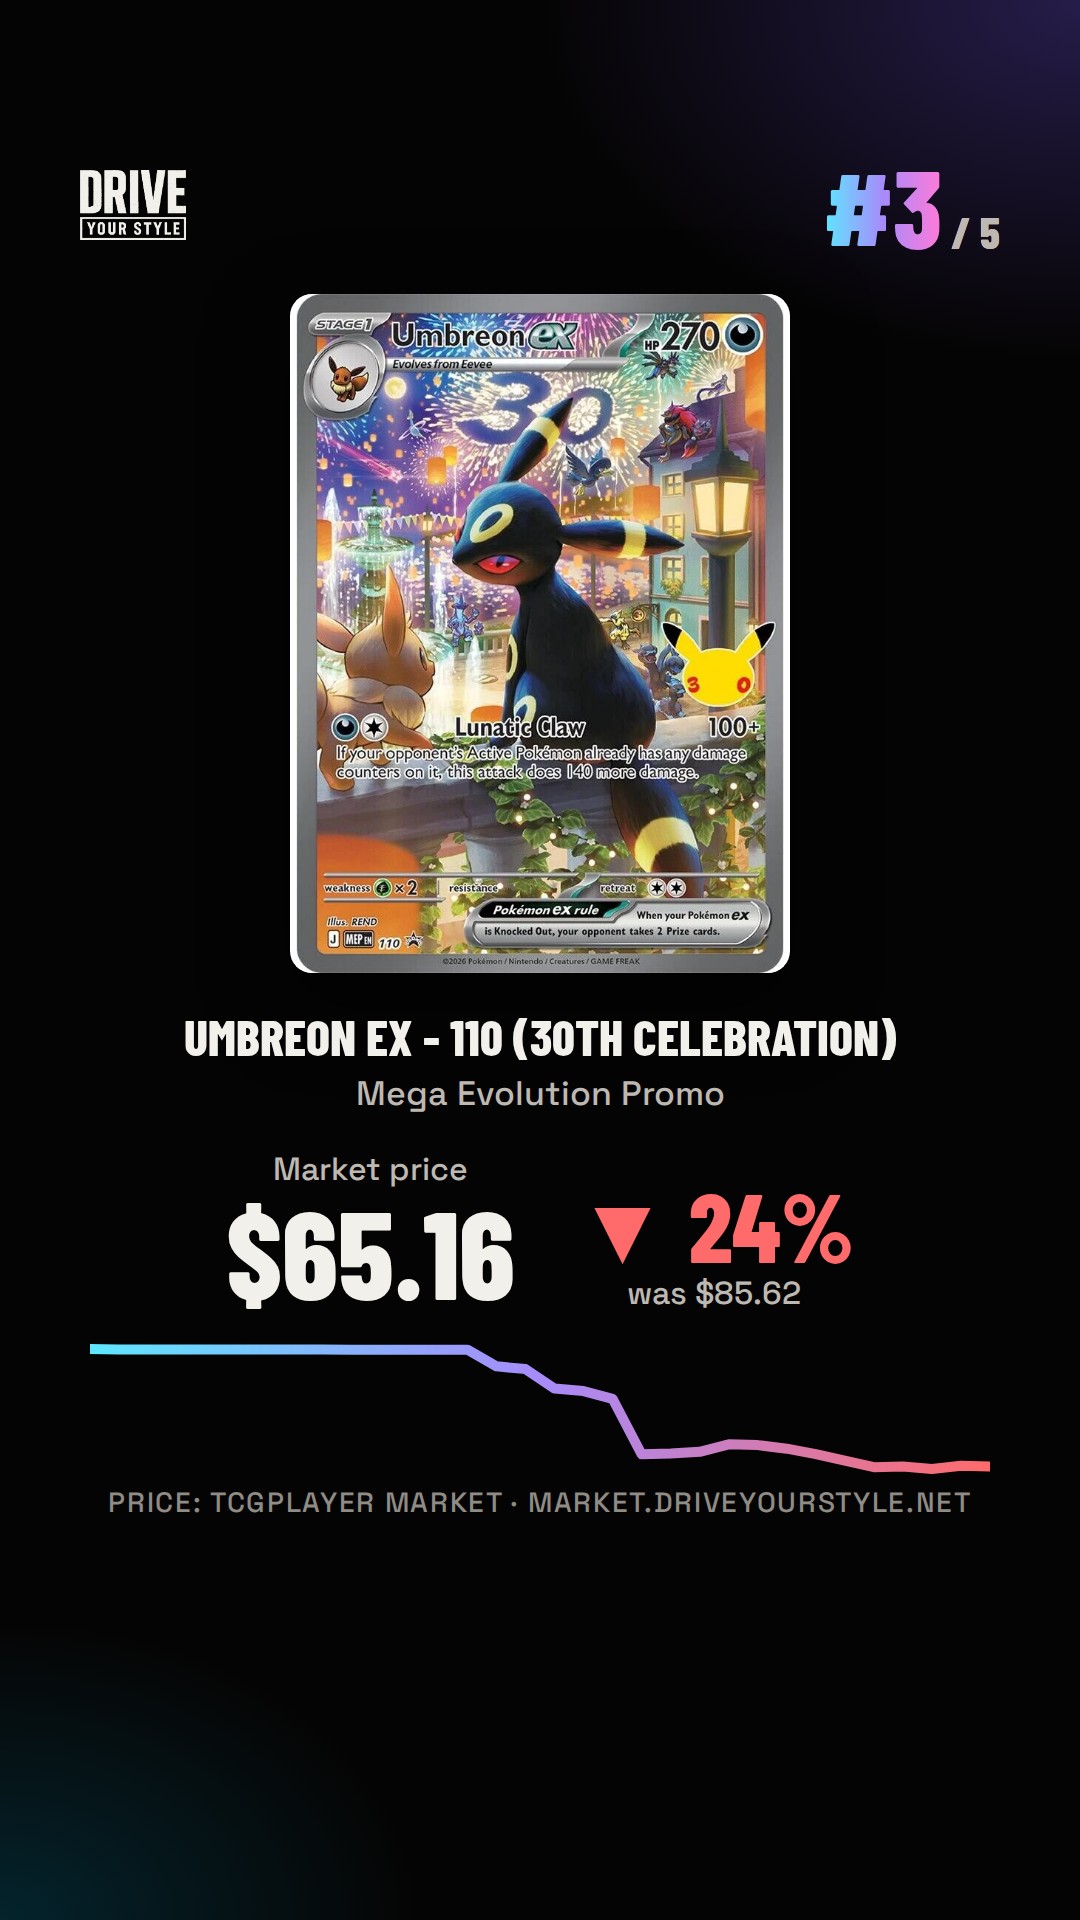 DRIVE
YOUR STYLE
#3 / 5
STAGE 1
Umbreon ex
HP 270
Evolves from Eevee
30
30
Lunatic Claw 100+
If your opponent's Active Pokémon already has any damage
counters on it, this attack does 140 more damage.
weakness ×2 resistance retreat
Illus. REND
J MEP EN 110
Pokémon ex rule When your Pokémon ex
is Knocked Out, your opponent takes 2 Prize cards.
©2026 Pokémon / Nintendo / Creatures / GAME FREAK
UMBREON EX - 110 (30TH CELEBRATION)
Mega Evolution Promo
Market price
$65.16
▼ 24%
was $85.62
PRICE: TCGPLAYER MARKET · MARKET.DRIVEYOURSTYLE.NET